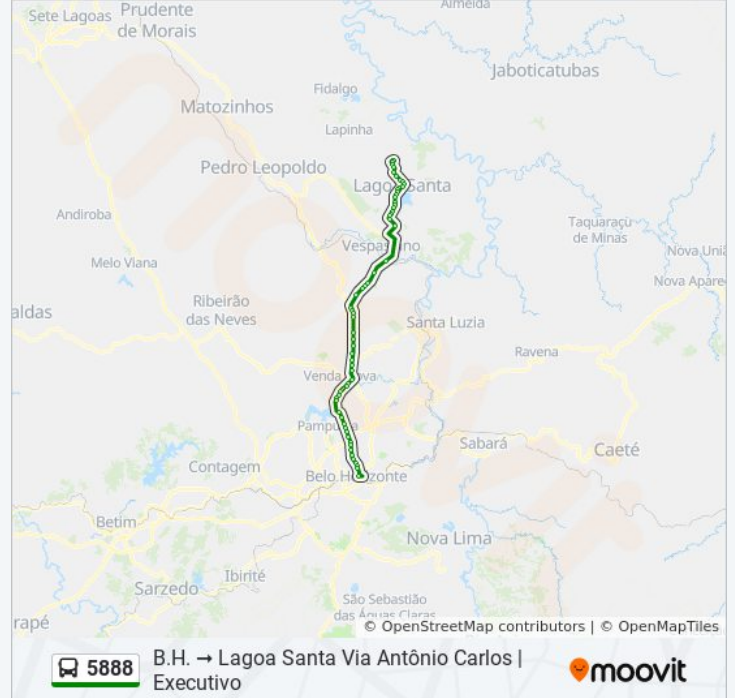 Almeida
Prudente
de Morais
Sete Lagoas
Jaboticatubas
Fidalgo
Matozinhos
Lapinha
Pedro Leopoldo
Lagoa Santa
Andiroba
Taquaraçu
de Minas
Vespasiano
Nova Uniã
Melo Viana
Nova Apare
Ribeirão
das Neves
aldas
Santa Luzia
Ravena
Venda Nova
Pampulha
Sabará
Caeté
Contagem
Belo Horizonte
Betim
Nova Lima
Ibirité
Sarzedo
São Sebastião
das Águas Claras
rapé
© OpenStreetMap contributors | © OpenMapTiles
5888
B.H. → Lagoa Santa Via Antônio Carlos |
Executivo
moovit
moovit